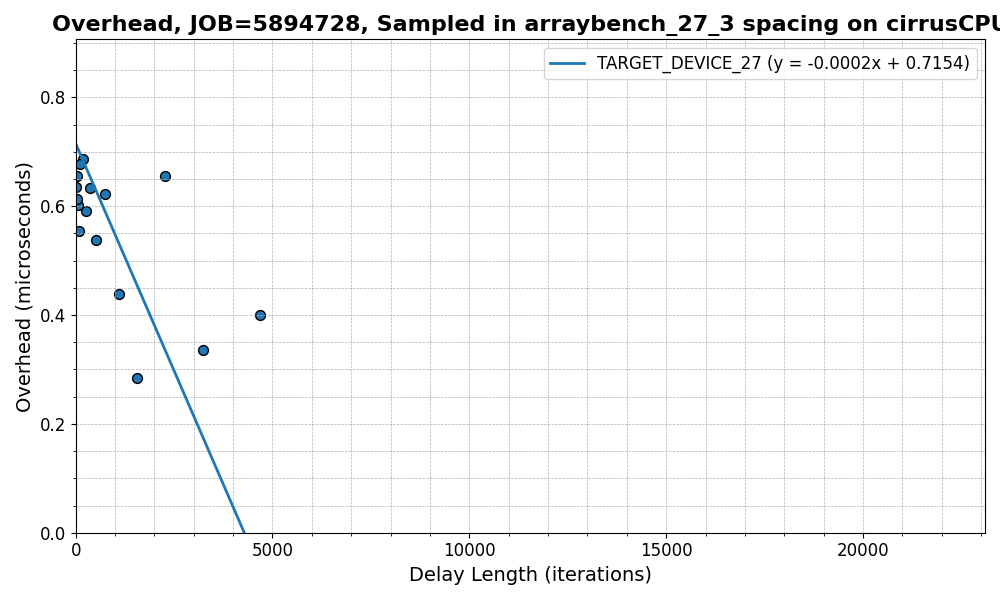 Overhead, JOB=5894728, Sampled in arraybench_27_3 spacing on cirrusCPU
TARGET_DEVICE_27 (y = -0.0002x + 0.7154)
Overhead (microseconds)
0.8
0.6
0.4
0.2
0.0
0 5000 10000 15000 20000
Delay Length (iterations)